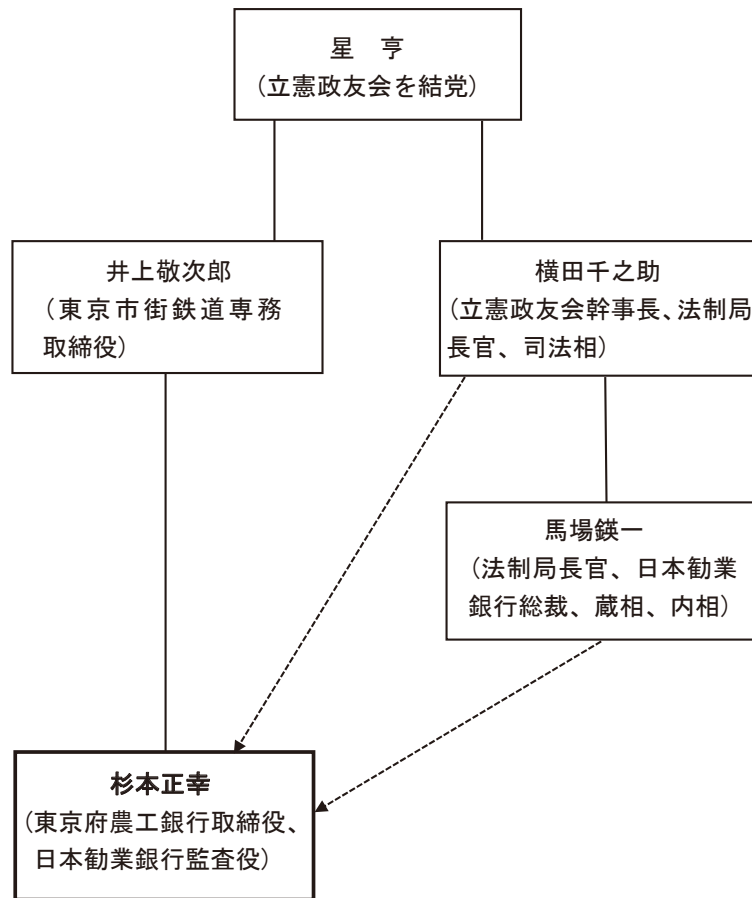 星　亨
(立憲政友会を結党)
井上敬次郎
(東京市街鉄道専務
取締役)
横田千之助
(立憲政友会幹事長、法制局
長官、司法相)
馬場鍈一
(法制局長官、日本勧業
銀行総裁、蔵相、内相)
杉本正幸
(東京府農工銀行取締役、
日本勧業銀行監査役)